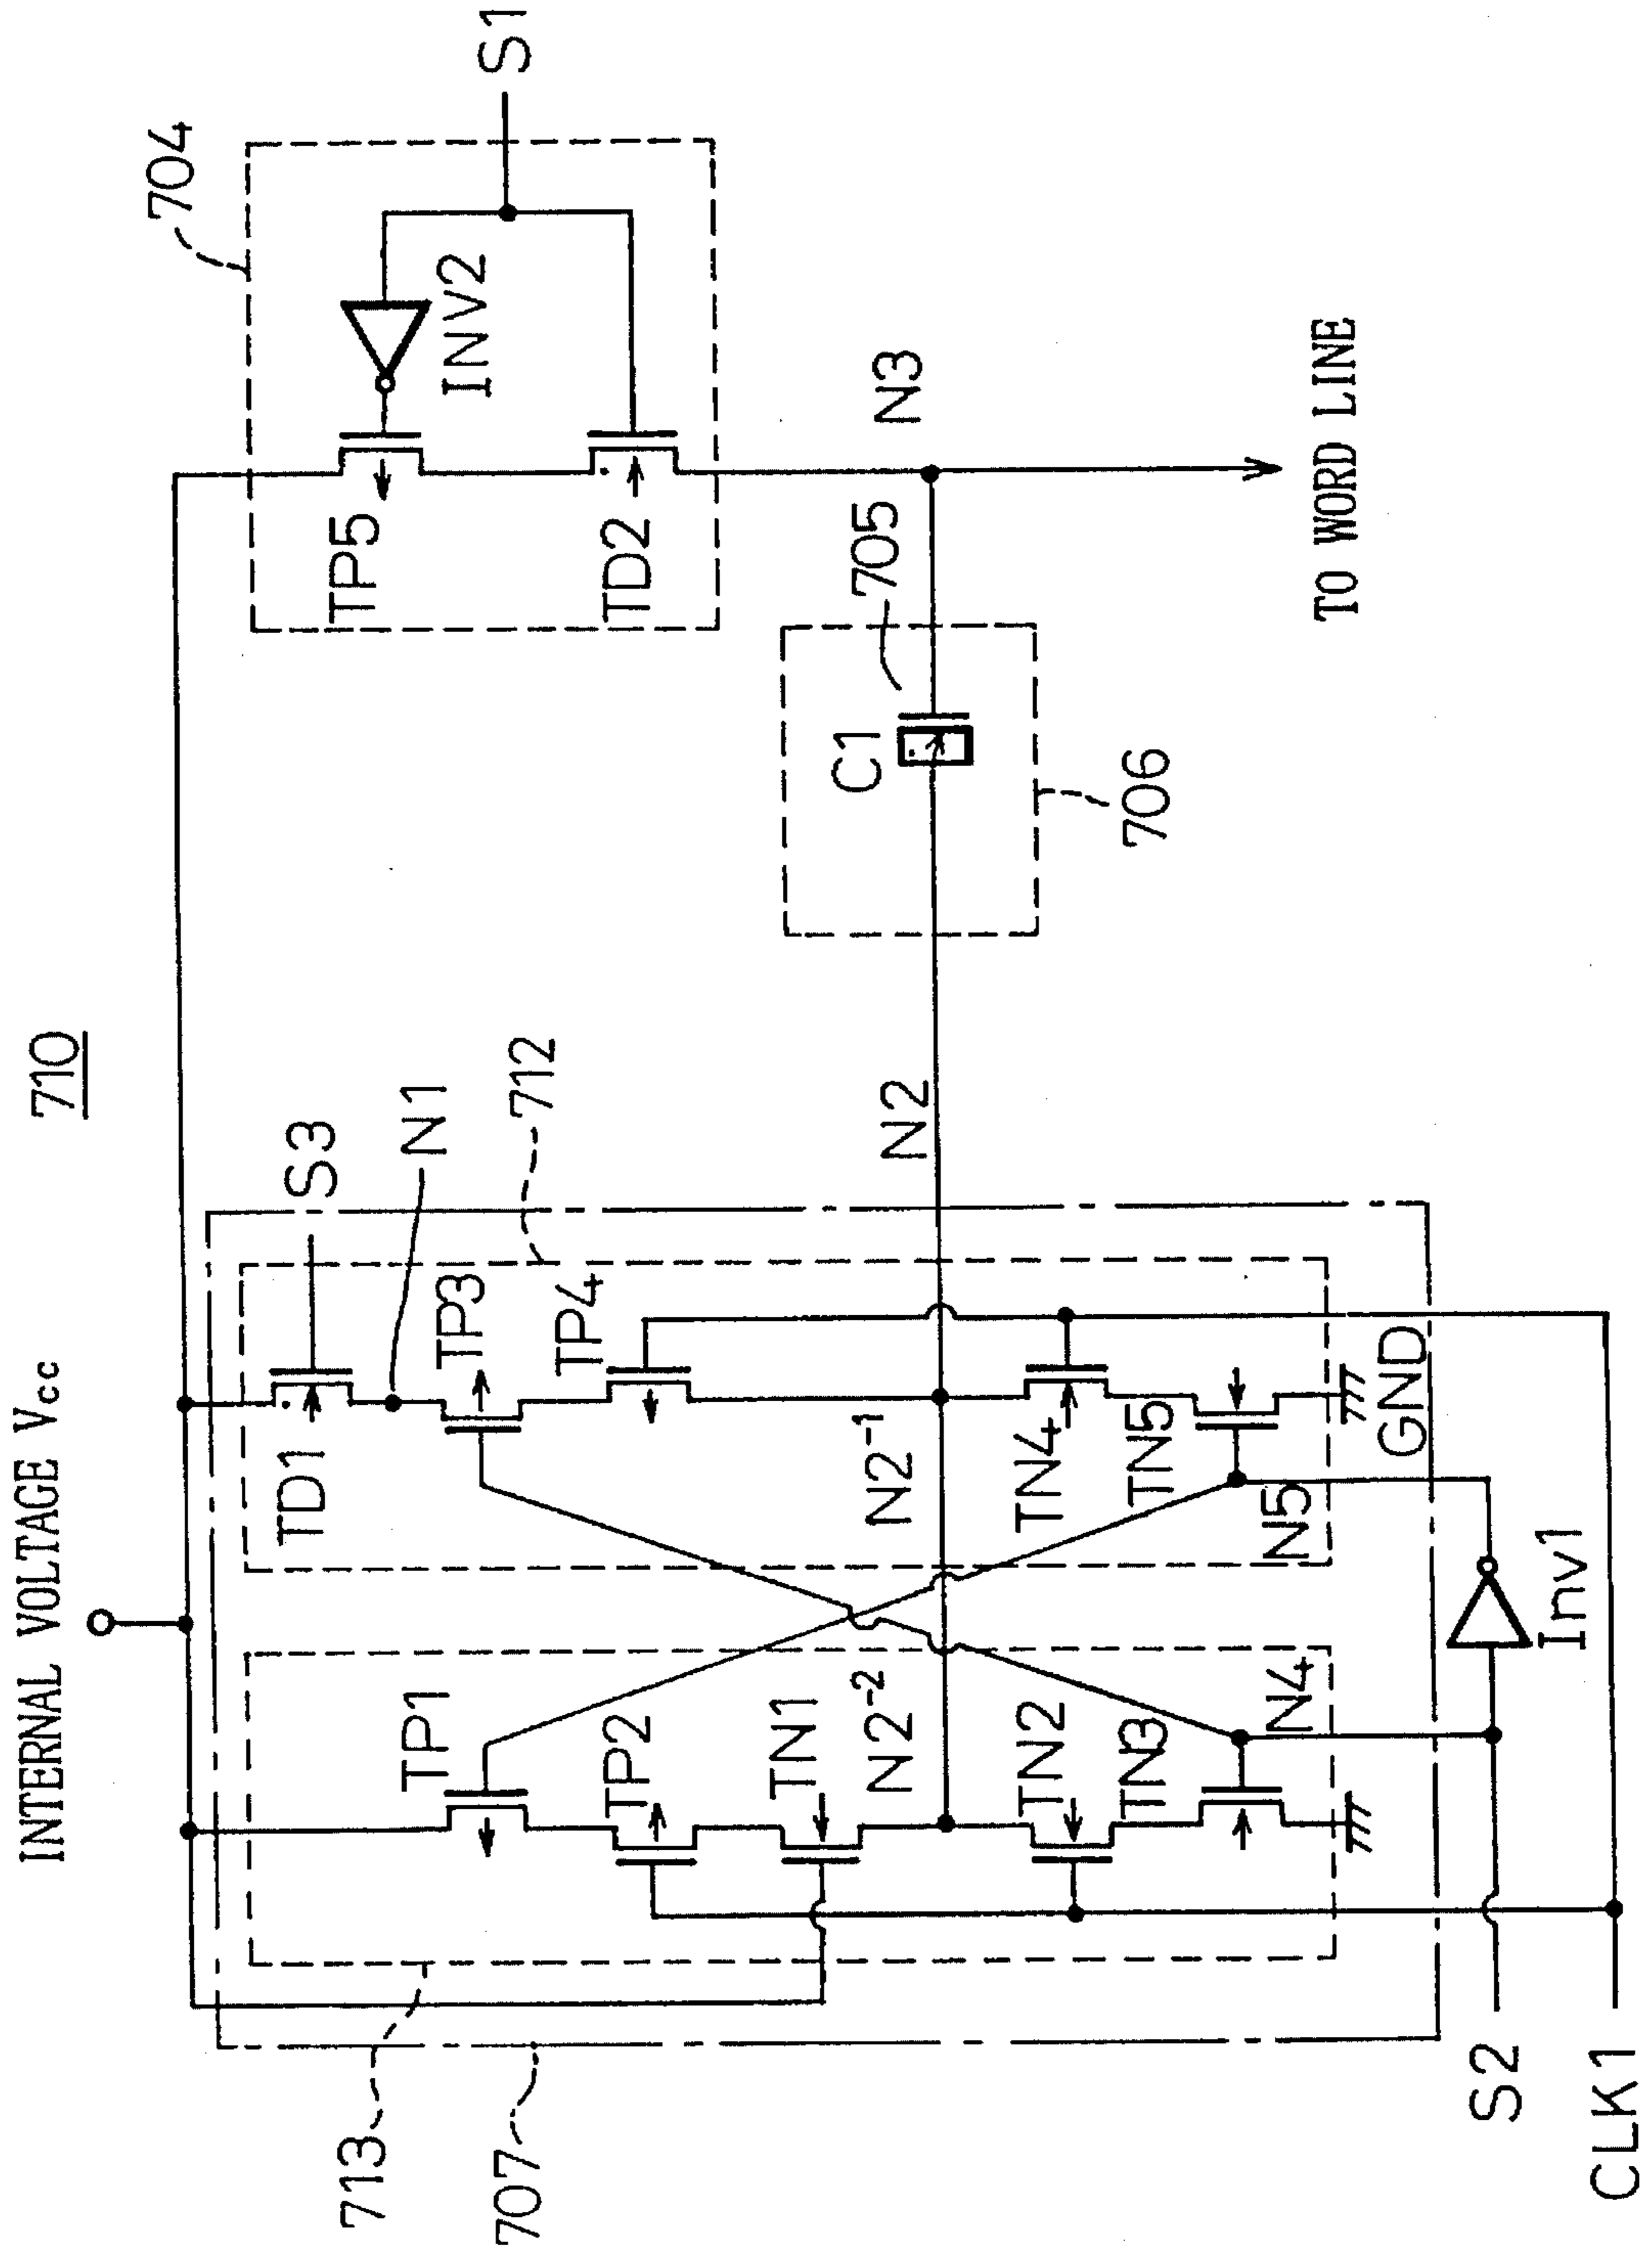 710
INTERNAL VOLTAGE Vcc
704
S1
INV2
TP5
TD2
N3
705
C1
706
TO WORD LINE
S3
N1
712
TD1
TP3
TP4
N2
N2-1
TN4
TN5
N5
GND
TP1
TP2
TN1
N2-2
TN2
TN3
N4
Inv1
713
707
S2
CLK1